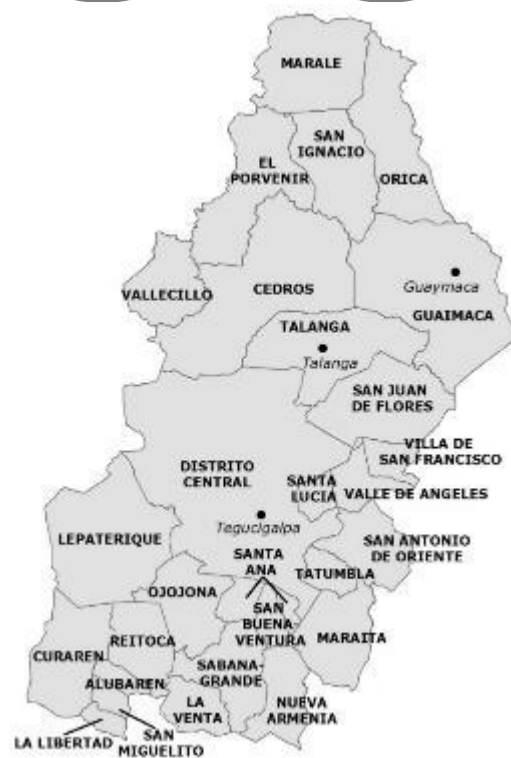 MARALE
SAN
IGNACIO
EL
PORVENIR
ORICA
VALLECILLO
CEDROS
Guaymaca
GUAIMACA
TALANGA
Talanga
SAN JUAN
DE FLORES
VILLA DE
SAN FRANCISCO
DISTRITO
CENTRAL
SANTA
LUCIA
VALLE DE ANGELES
Tegucigalpa
LEPATERIQUE
SAN ANTONIO
DE ORIENTE
SANTA
ANA
TATUMBLA
OJOJONA
SAN
BUENA-
VENTURA
MARAITA
CURAREN
REITOCA
SABANA-
GRANDE
ALUBAREN
LA
VENTA
NUEVA
ARMENIA
LA LIBERTAD
SAN
MIGUELITO